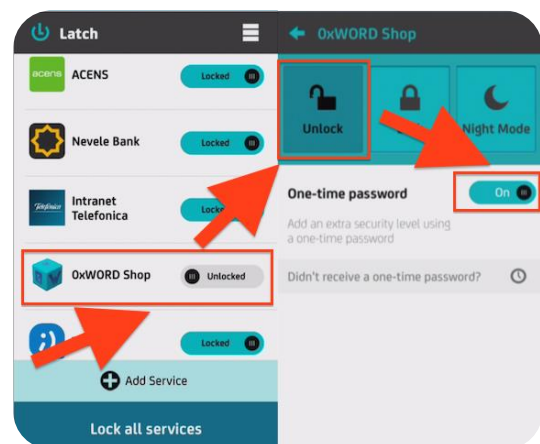 Latch
acens
ACENS
Locked
Nevele Bank
Locked
Telefónica
Intranet
Telefonica
0xWORD Shop
Unlocked
Locked
Add Service
Lock all services
0xWORD Shop
Unlock
Night Mode
One-time password
On
Add an extra security level using
a one-time password
Didn't receive a one-time password?